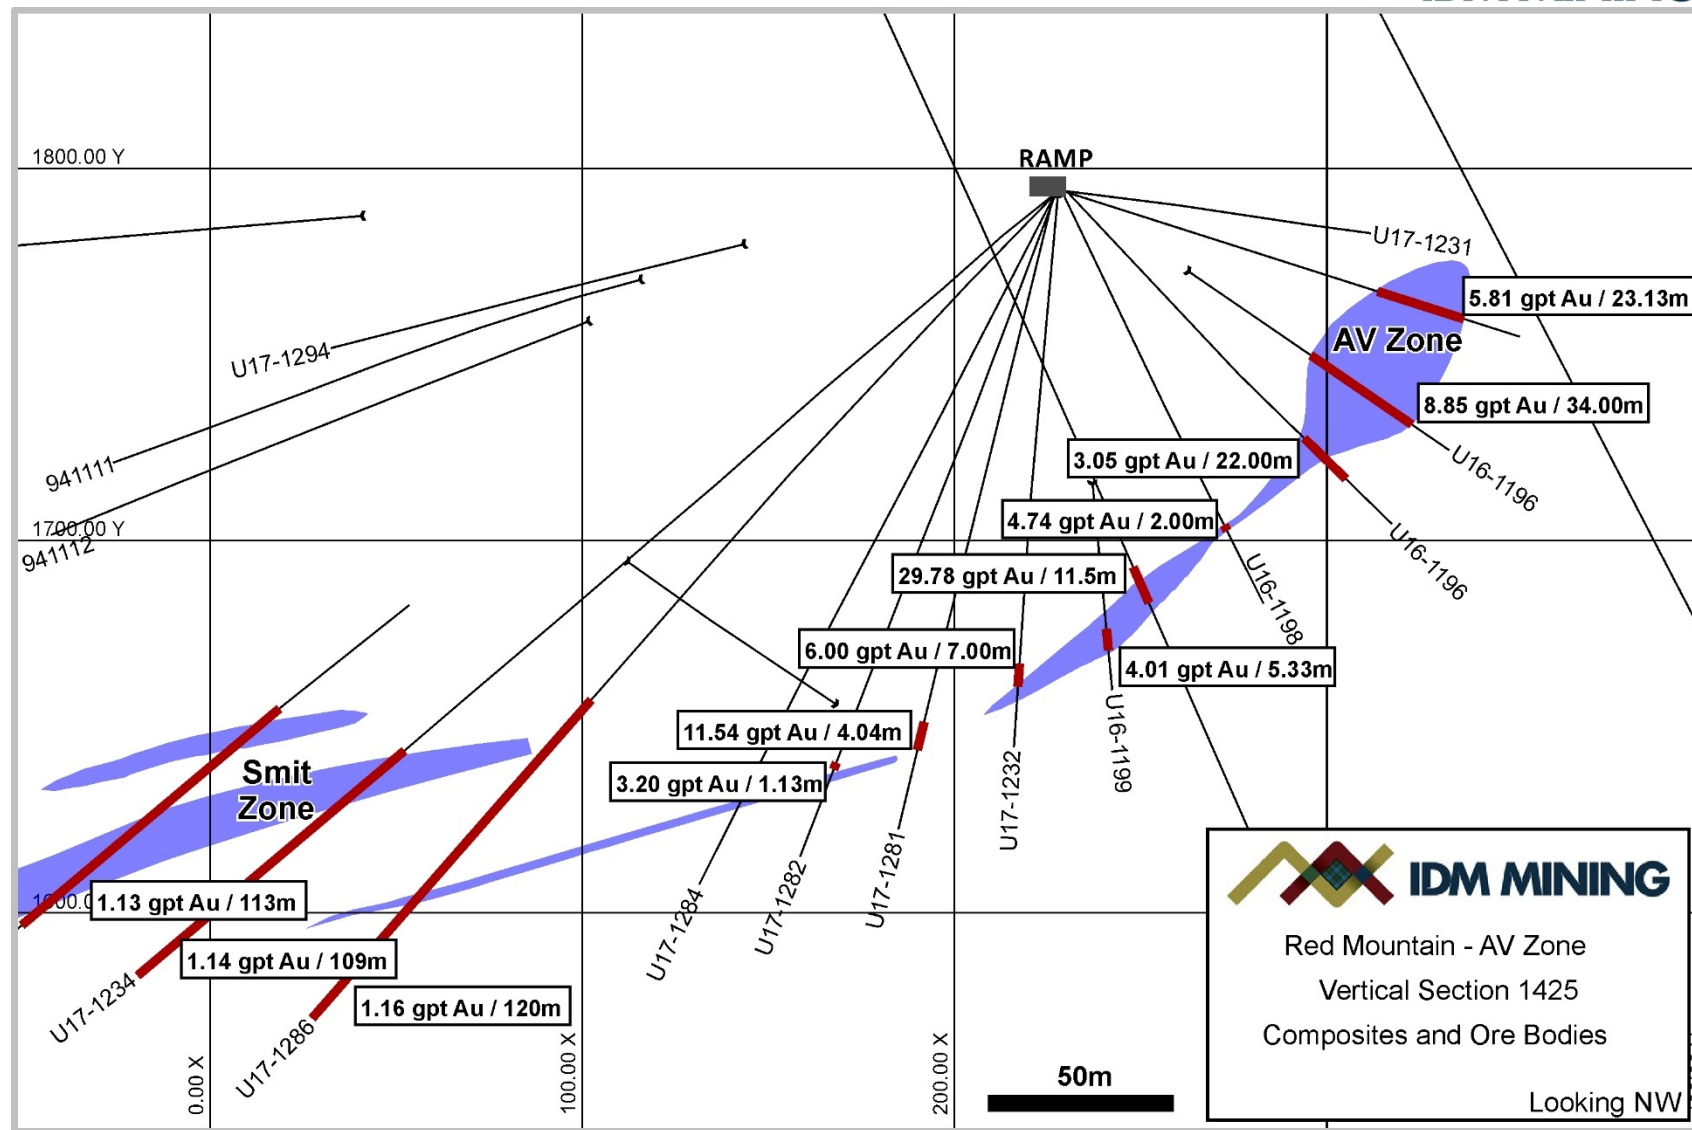 1800.00 Y
RAMP
U17-1231
5.81 gpt Au / 23.13m
AV Zone
U17-1294
8.85 gpt Au / 34.00m
941111
3.05 gpt Au / 22.00m
U16-1196
4.74 gpt Au / 2.00m
1700.00 Y
941112
U16-1196
29.78 gpt Au / 11.5m
U16-1198
6.00 gpt Au / 7.00m
4.01 gpt Au / 5.33m
U16-1199
11.54 gpt Au / 4.04m
3.20 gpt Au / 1.13m
Smit
Zone
U17-1232
U17-1281
U17-1282
U17-1284
1.13 gpt Au / 113m
1.14 gpt Au / 109m
1.16 gpt Au / 120m
U17-1234
U17-1286
0.00 X
100.00 X
200.00 X
50m
IDM MINING
Red Mountain - AV Zone
Vertical Section 1425
Composites and Ore Bodies
Looking NW